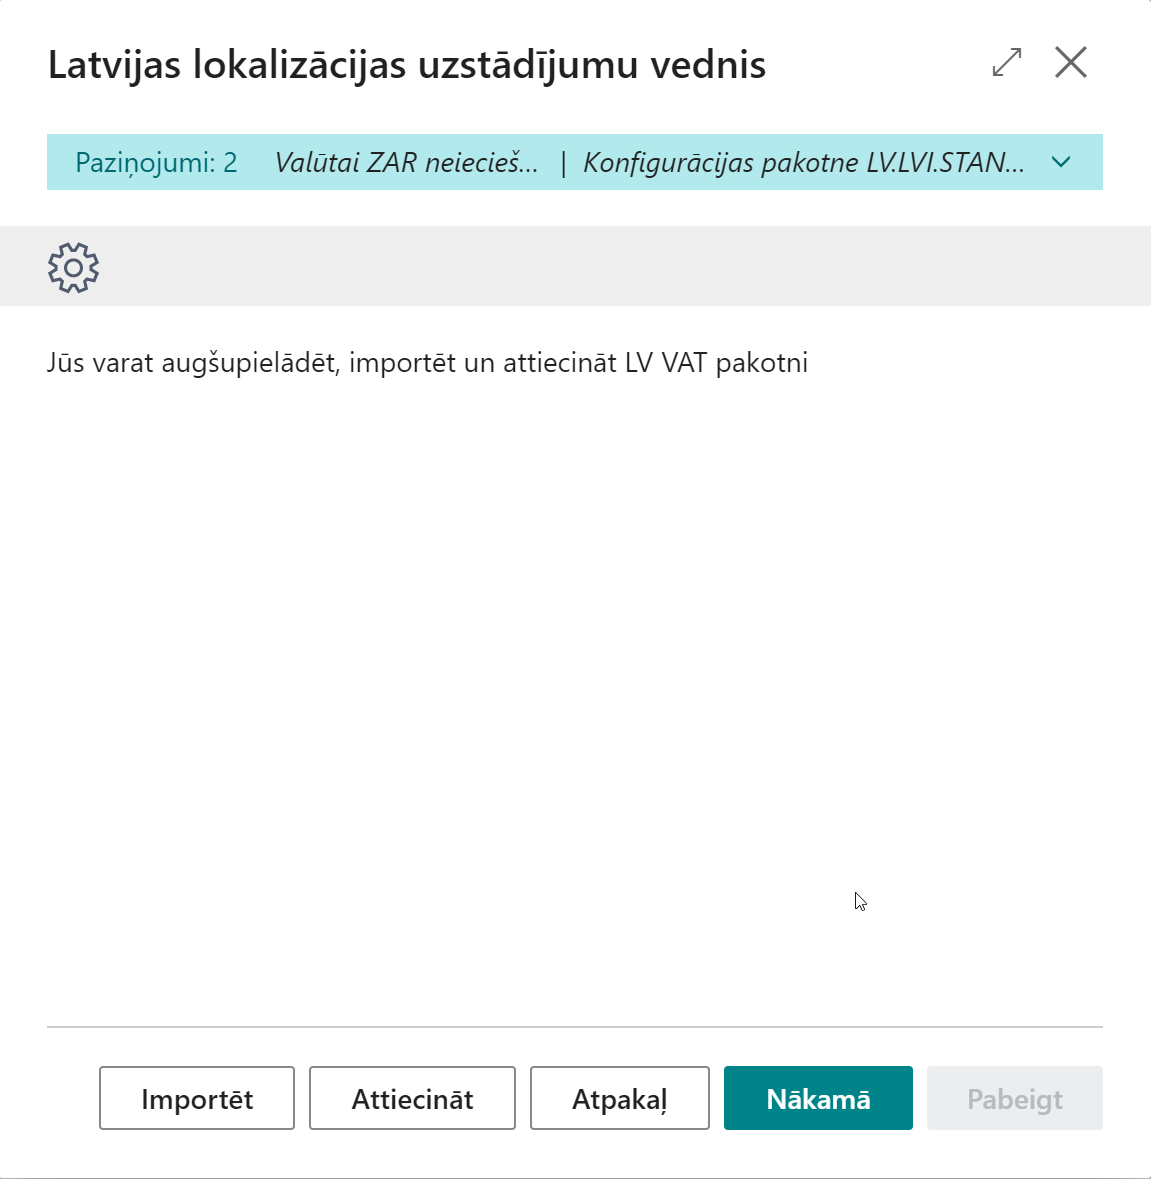 Latvijas lokalizācijas uzstādījumu vednis
Paziņojumi: 2 Valūtai ZAR neieciеš... | Konfigurācijas pakotne LV.LVI.STAN...
Jūs varat augšupielādēt, importēt un attiecināt LV VAT pakotni
Importēt Attiecināt Atpakaļ Nākamā Pabeigt